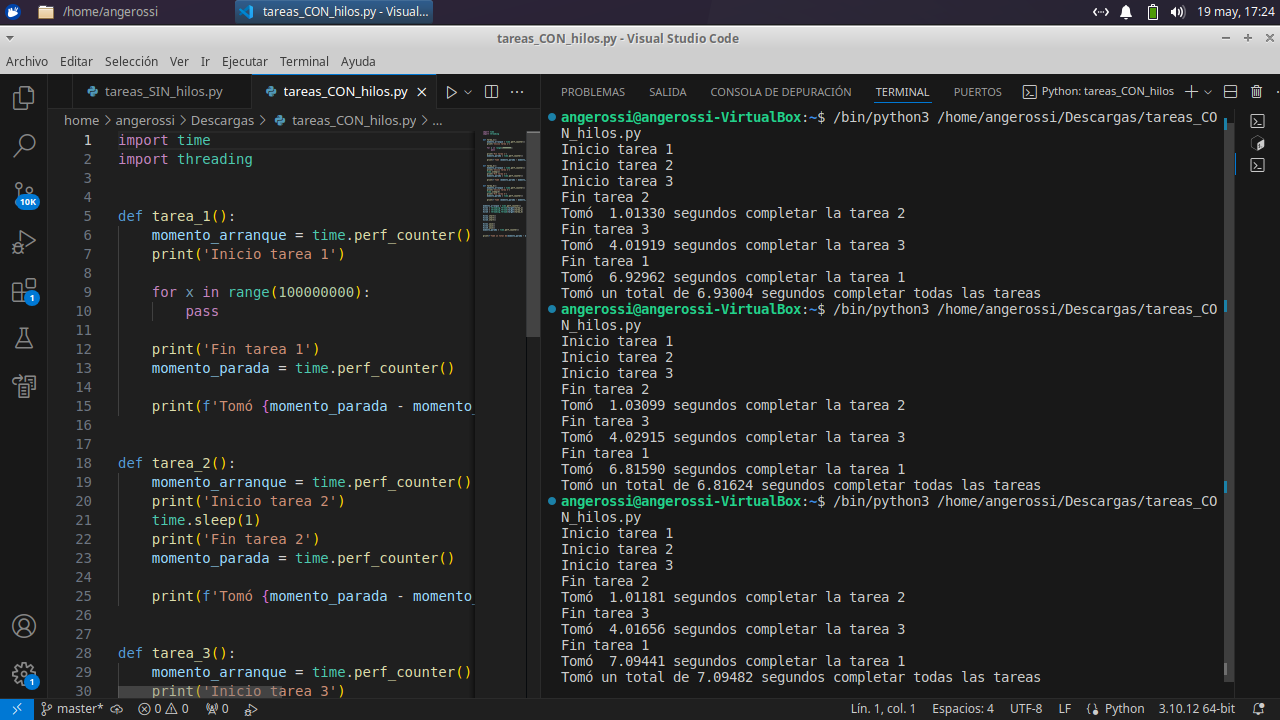 /home/angerossi
tareas_CON_hilos.py - Visual...
19 may, 17:24
tareas_CON_hilos.py - Visual Studio Code
Archivo Editar Selección Ver Ir Ejecutar Terminal Ayuda
tareas_SIN_hilos.py
tareas_CON_hilos.py
home > angerossi > Descargas > tareas_CON_hilos.py > ...
1 import time
2 import threading
3
4
5 def tarea_1():
6 momento_arranque = time.perf_counter()
7 print('Inicio tarea 1')
8
9 for x in range(100000000):
10 pass
11
12 print('Fin tarea 1')
13 momento_parada = time.perf_counter()
14
15 print(f'Tomó {momento_parada - momento_
16
17
18 def tarea_2():
19 momento_arranque = time.perf_counter()
20 print('Inicio tarea 2')
21 time.sleep(1)
22 print('Fin tarea 2')
23 momento_parada = time.perf_counter()
24
25 print(f'Tomó {momento_parada - momento_
26
27
28 def tarea_3():
29 momento_arranque = time.perf_counter()
30 print('Inicio tarea 3')
10K
1
1
PROBLEMAS SALIDA CONSOLA DE DEPURACIÓN TERMINAL PUERTOS
Python: tareas_CON_hilos
angerossi@angerossi-VirtualBox:~$ /bin/python3 /home/angerossi/Descargas/tareas_CO
N_hilos.py
Inicio tarea 1
Inicio tarea 2
Inicio tarea 3
Fin tarea 2
Tomó  1.01330 segundos completar la tarea 2
Fin tarea 3
Tomó  4.01919 segundos completar la tarea 3
Fin tarea 1
Tomó  6.92962 segundos completar la tarea 1
Tomó un total de 6.93004 segundos completar todas las tareas
angerossi@angerossi-VirtualBox:~$ /bin/python3 /home/angerossi/Descargas/tareas_CO
N_hilos.py
Inicio tarea 1
Inicio tarea 2
Inicio tarea 3
Fin tarea 2
Tomó  1.03099 segundos completar la tarea 2
Fin tarea 3
Tomó  4.02915 segundos completar la tarea 3
Fin tarea 1
Tomó  6.81590 segundos completar la tarea 1
Tomó un total de 6.81624 segundos completar todas las tareas
angerossi@angerossi-VirtualBox:~$ /bin/python3 /home/angerossi/Descargas/tareas_CO
N_hilos.py
Inicio tarea 1
Inicio tarea 2
Inicio tarea 3
Fin tarea 2
Tomó  1.01181 segundos completar la tarea 2
Fin tarea 3
Tomó  4.01656 segundos completar la tarea 3
Fin tarea 1
Tomó  7.09441 segundos completar la tarea 1
Tomó un total de 7.09482 segundos completar todas las tareas
master* 0 0 0
Lín. 1, col. 1 Espacios: 4 UTF-8 LF Python 3.10.12 64-bit